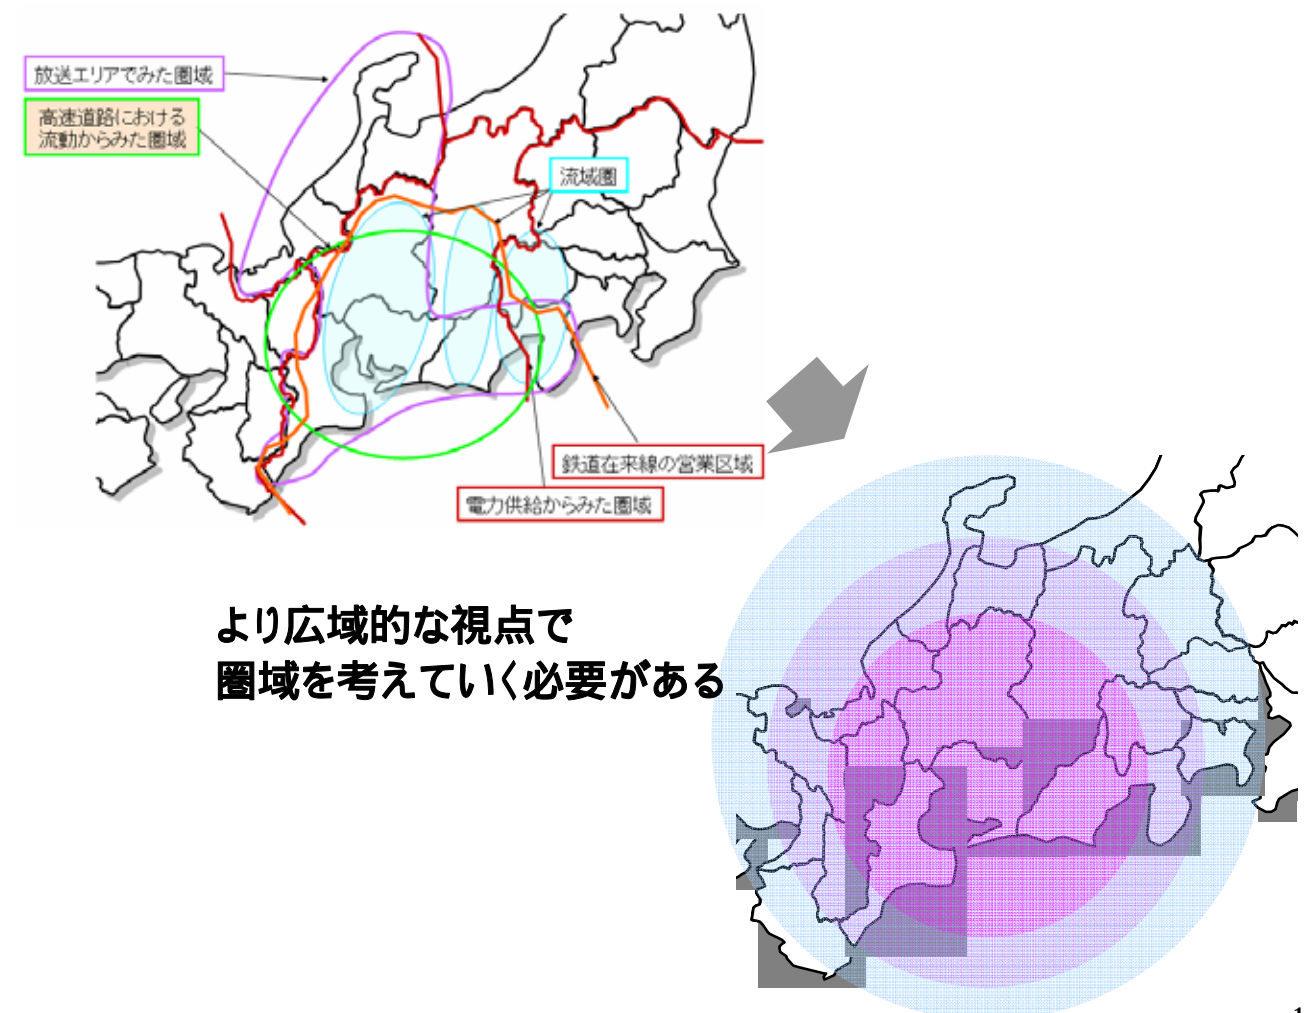 放送エリアでみた圏域
高速道路における
流動からみた圏域
流域圏
鉄道在来線の営業区域
電力供給からみた圏域
より広域的な視点で
圏域を考えていく必要がある